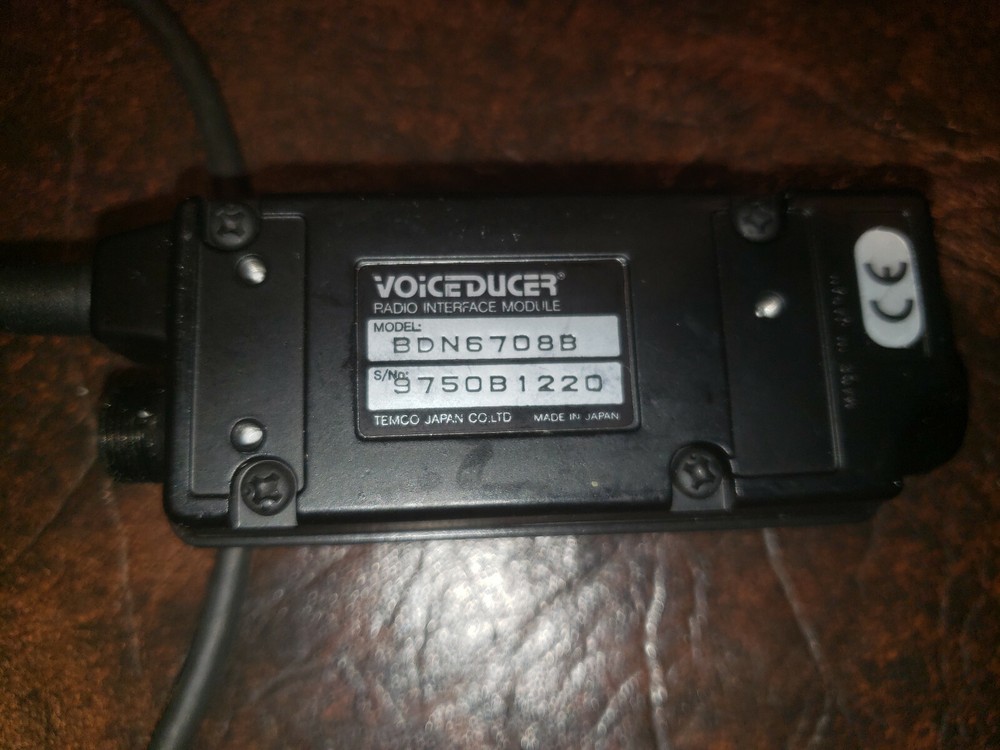 VOICEDUCER®
RADIO INTERFACE MODULE
MODEL:
BDN6708B
S/No:
9750B1220
TEMCO JAPAN CO.LTD MADE IN JAPAN
CE